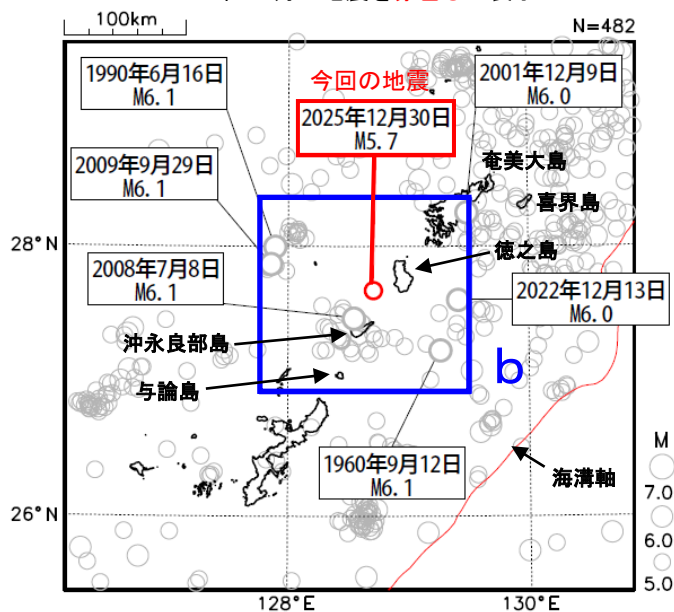 100km
N=482
1990年6月16日
M6.1
今回の地震
2025年12月30日
M5.7
2001年12月9日
M6.0
2009年9月29日
M6.1
奄美大島
喜界島
28°N
徳之島
2008年7月8日
M6.1
2022年12月13日
M6.0
沖永良部島
与論島
b
1960年9月12日
M6.1
海溝軸
M
7.0
6.0
5.0
26°N
128°E
130°E